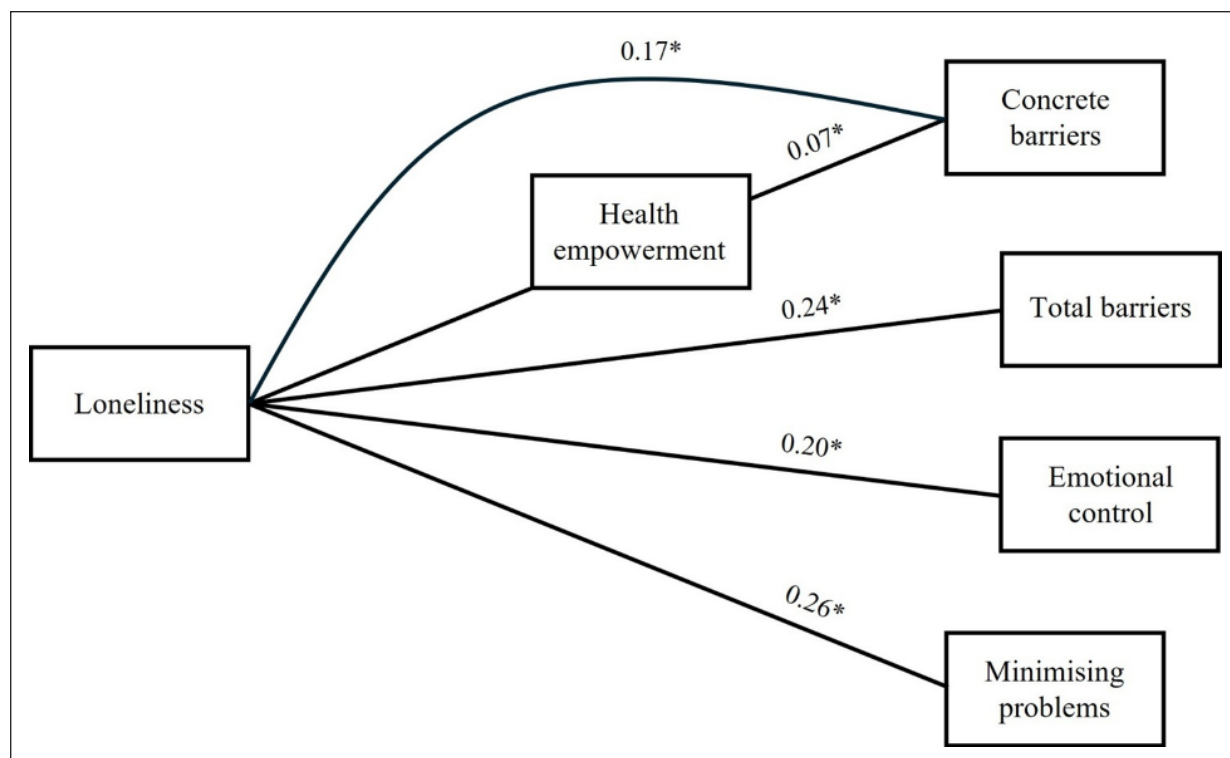 0.17*
Concrete
barriers
0.07*
Health
empowerment
0.24*
Total barriers
Loneliness
0.20*
Emotional
control
0.26*
Minimising
problems